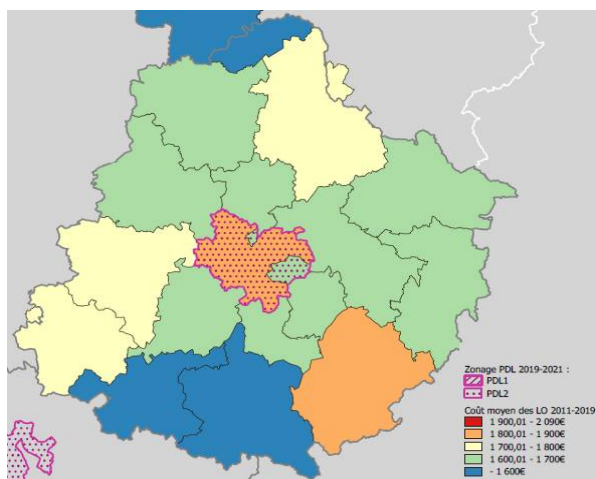 Zonage PDL 2019-2021 :
PDL1
PDL2
Coût moyen des LO 2011-2019
1 900,01 - 2 090€
1 800,01 - 1 900€
1 700,01 - 1 800€
1 600,01 - 1 700€
- 1 600€